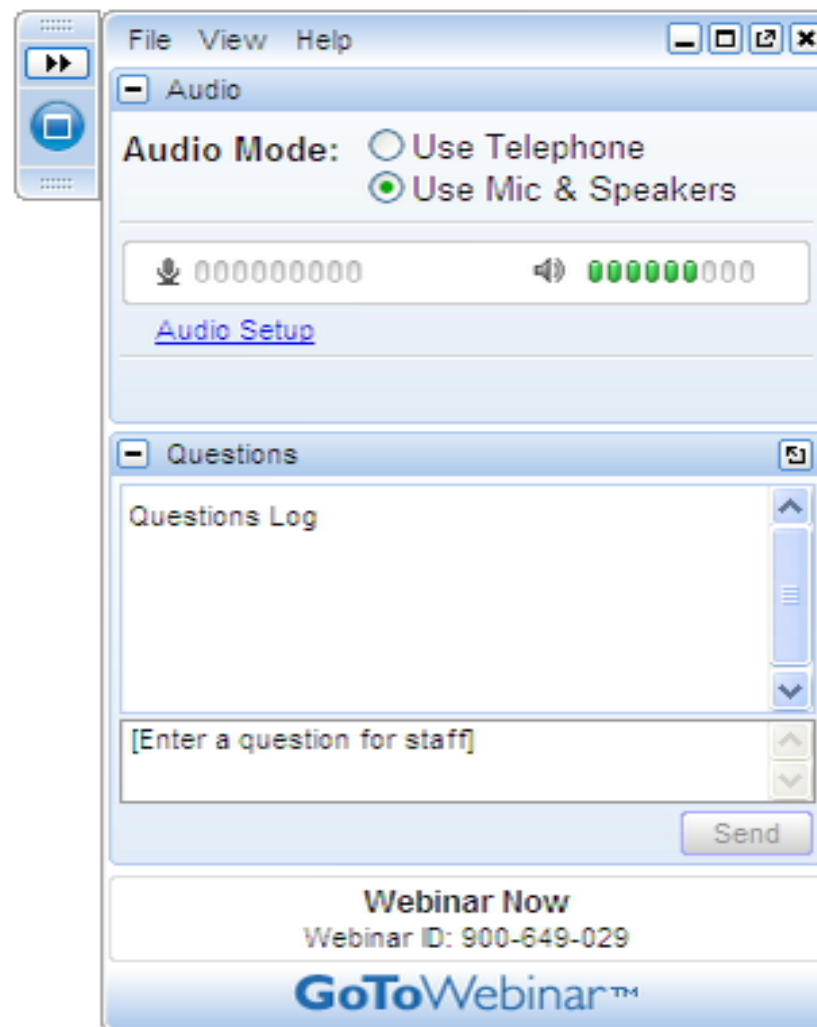 File View Help
Audio
Audio Mode: Use Telephone
Use Mic & Speakers
Audio Setup
Questions
Questions Log
[Enter a question for staff]
Send
Webinar Now
Webinar ID: 900-649-029
GoToWebinar™